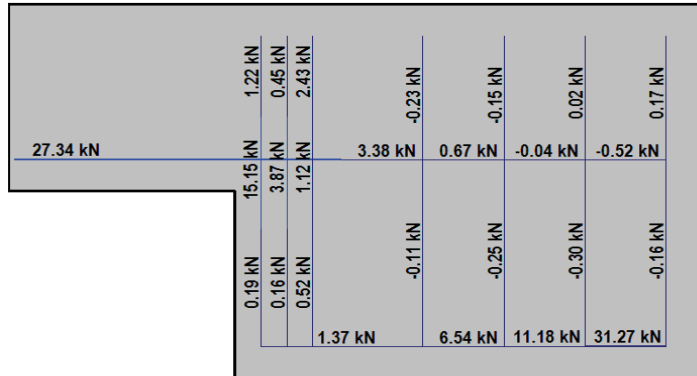 1.22 kN
0.45 kN
2.43 kN
-0.23 kN
-0.15 kN
0.02 kN
0.17 kN
27.34 kN
3.38 kN
0.67 kN
-0.04 kN
-0.52 kN
15.15 kN
3.87 kN
1.12 kN
0.19 kN
0.16 kN
0.52 kN
-0.11 kN
-0.25 kN
-0.30 kN
-0.16 kN
1.37 kN
6.54 kN
11.18 kN
31.27 kN